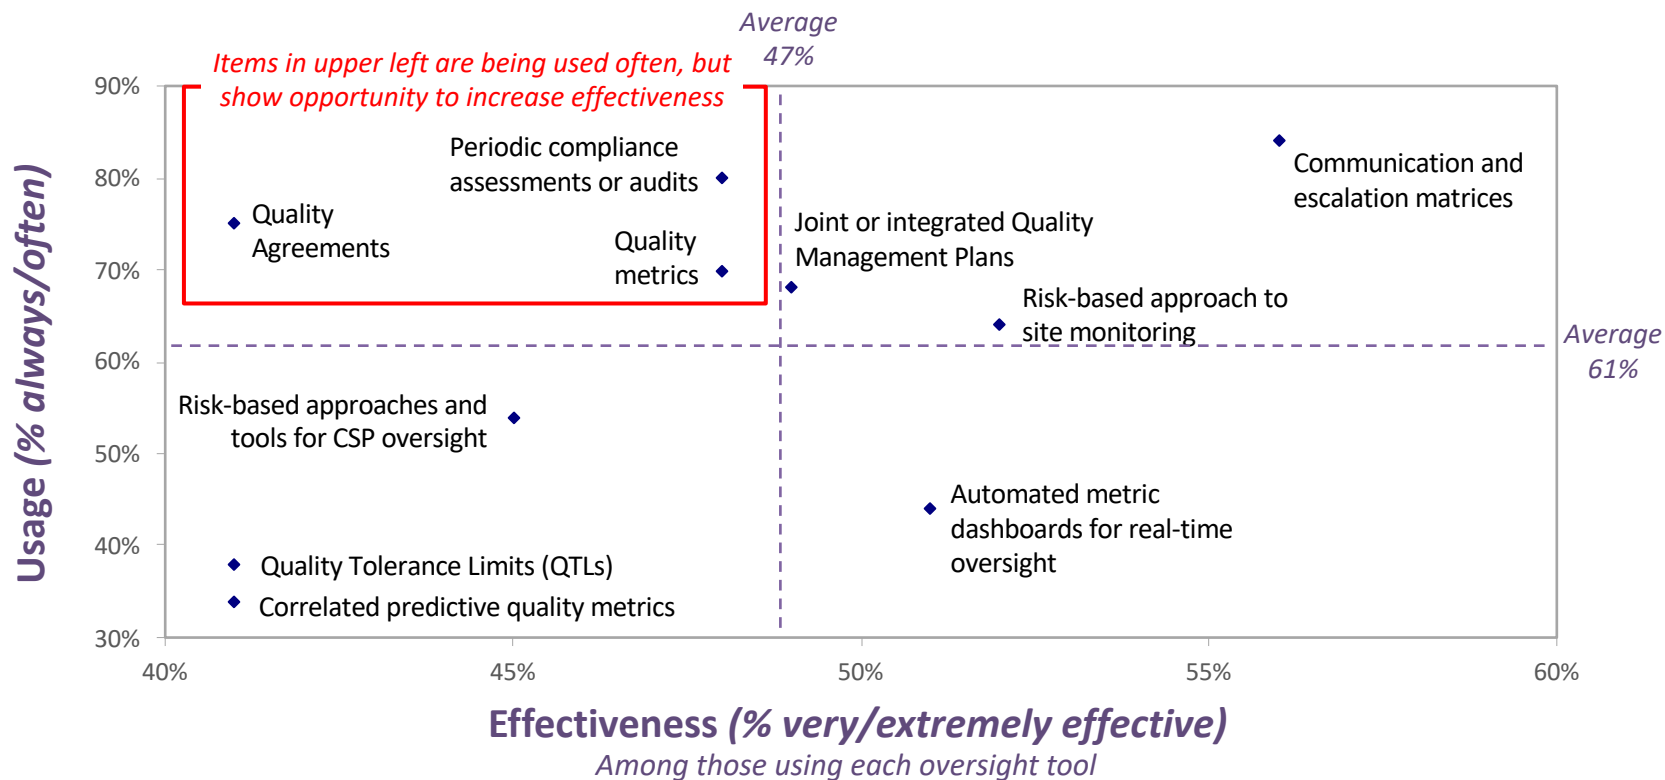 Average
47%
Items in upper left are being used often, but
show opportunity to increase effectiveness
90%
80%
70%
60%
50%
40%
30%
Usage (% always/often)
Periodic compliance
assessments or audits
Quality
Agreements
Quality
metrics
Communication and
escalation matrices
Joint or integrated Quality
Management Plans
Risk-based approach to
site monitoring
Average
61%
Risk-based approaches and
tools for CSP oversight
Automated metric
dashboards for real-time
oversight
Quality Tolerance Limits (QTLs)
Correlated predictive quality metrics
40%
45%
50%
55%
60%
Effectiveness (% very/extremely effective)
Among those using each oversight tool